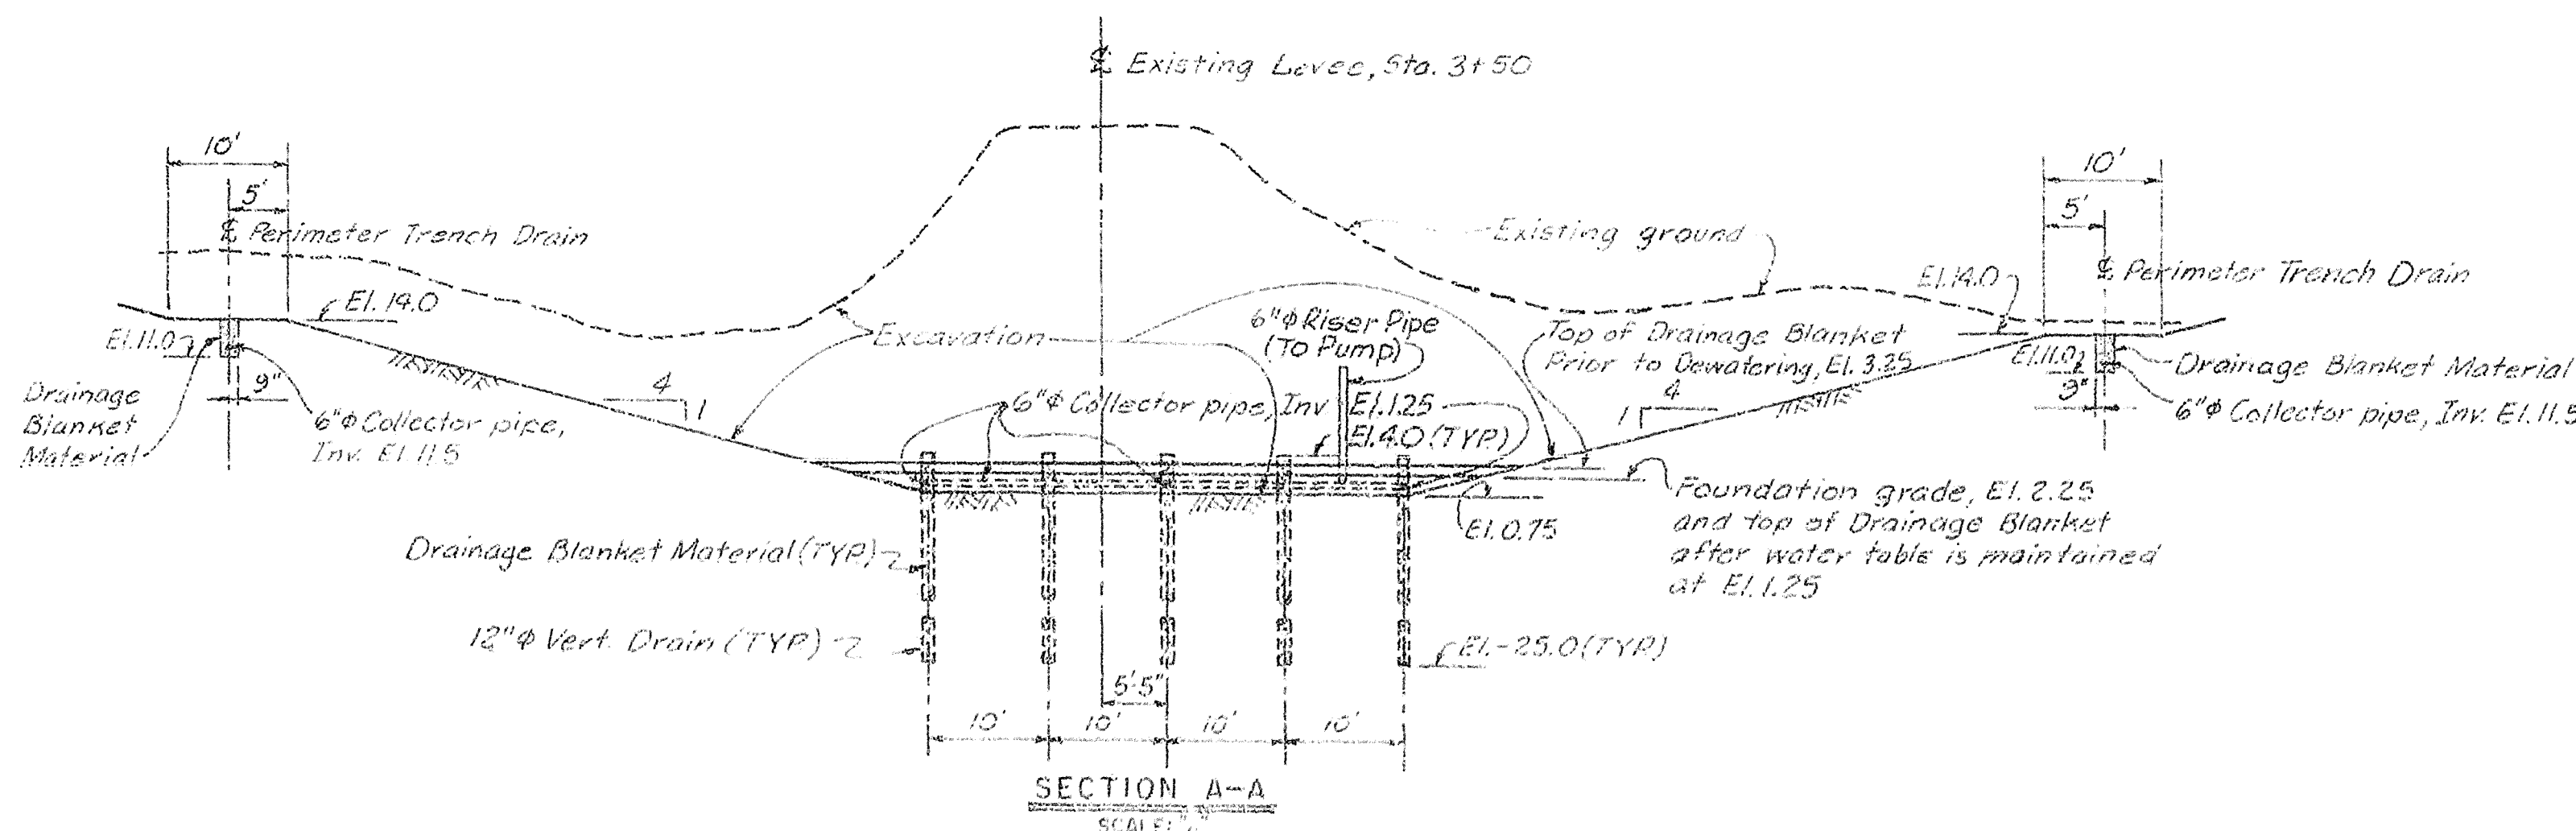 ℄ Existing Levee, Sta. 3+50
10'
5'
℄ Perimeter Trench Drain
El. 14.0
El. 11.0
9"
Drainage
Blanket
Material
6"Φ Collector pipe,
Inv. El. 11.5
4
1
Excavation
Existing ground
6"Φ Riser Pipe
(To Pump)
6"Φ Collector pipe, Inv El. 1.25
El. 4.0 (TYP.)
Top of Drainage Blanket
Prior to Dewatering, El. 3.25
4
1
El. 14.0
10'
5'
℄ Perimeter Trench Drain
El. 11.0
9"
Drainage Blanket Material
6"Φ Collector pipe, Inv. El. 11.5
Foundation grade, El. 2.25
and top of Drainage Blanket
after water table is maintained
at El. 1.25
El. 0.75
Drainage Blanket Material (TYP.)
12"Φ Vert. Drain (TYP.)
El. -25.0 (TYP.)
5'-5"
10' 10' 10' 10'
SECTION A-A
SCALE: